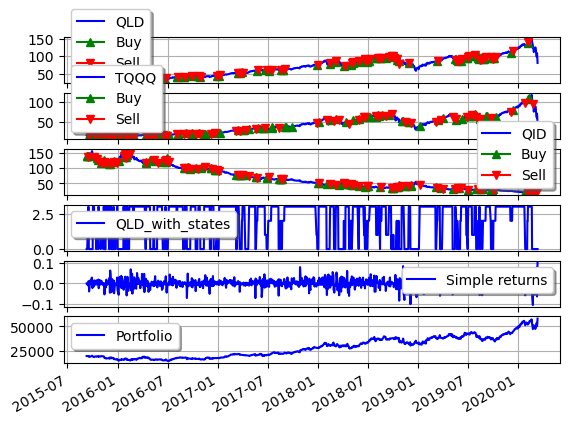 QLD
Buy
Sell
150
100
50
TQQQ
Buy
Sell
100
50
QID
Buy
Sell
150
100
50
QLD_with_states
2.5
0.0
Simple returns
0.1
0.0
−0.1
Portfolio
50000
25000
2015-07
2016-01
2016-07
2017-01
2017-07
2018-01
2018-07
2019-01
2019-07
2020-01